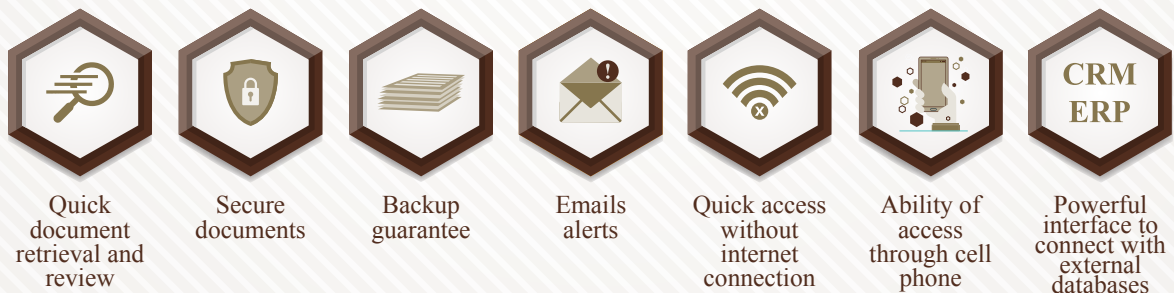 Quick
document
retrieval and
review
Secure
documents
Backup
guarantee
!
Emails
alerts
X
Quick access
without
internet
connection
Ability of
access
through cell
phone
CRM
ERP
Powerful
interface to
connect with
external
databases